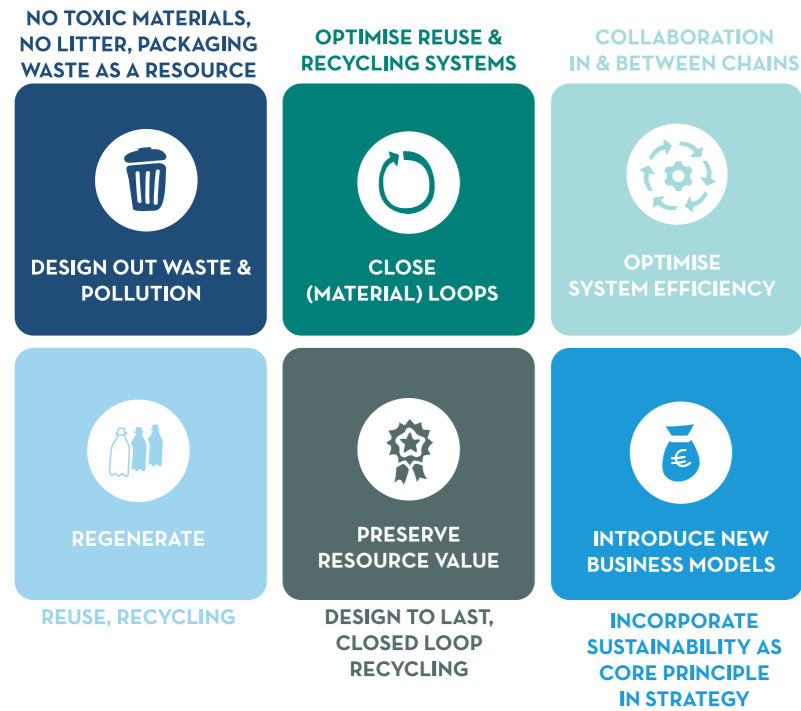 NO TOXIC MATERIALS,
NO LITTER, PACKAGING
WASTE AS A RESOURCE
DESIGN OUT WASTE &
POLLUTION
OPTIMISE REUSE &
RECYCLING SYSTEMS
CLOSE
(MATERIAL) LOOPS
COLLABORATION
IN & BETWEEN CHAINS
OPTIMISE
SYSTEM EFFICIENCY
REGENERATE
REUSE, RECYCLING
PRESERVE
RESOURCE VALUE
DESIGN TO LAST,
CLOSED LOOP
RECYCLING
€
INTRODUCE NEW
BUSINESS MODELS
INCORPORATE
SUSTAINABILITY AS
CORE PRINCIPLE
IN STRATEGY